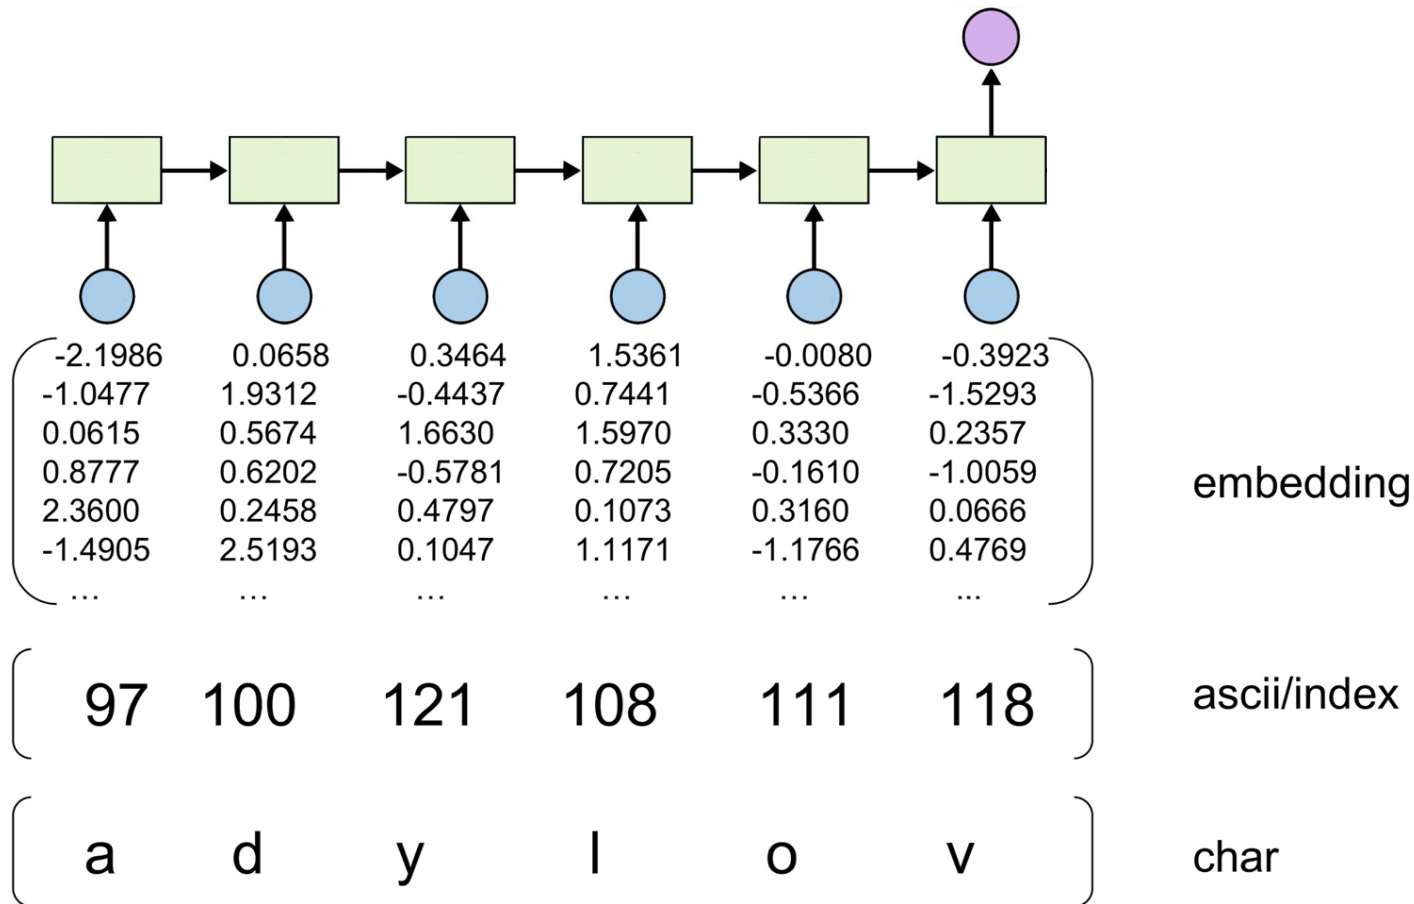 -2.1986 0.0658 0.3464 1.5361 -0.0080 -0.3923
-1.0477 1.9312 -0.4437 0.7441 -0.5366 -1.5293
0.0615 0.5674 1.6630 1.5970 0.3330 0.2357
0.8777 0.6202 -0.5781 0.7205 -0.1610 -1.0059
embedding
2.3600 0.2458 0.4797 0.1073 0.3160 0.0666
-1.4905 2.5193 0.1047 1.1171 -1.1766 0.4769
... ... ... ... ... ...
97 100 121 108 111 118
ascii/index
a d y l o v
char